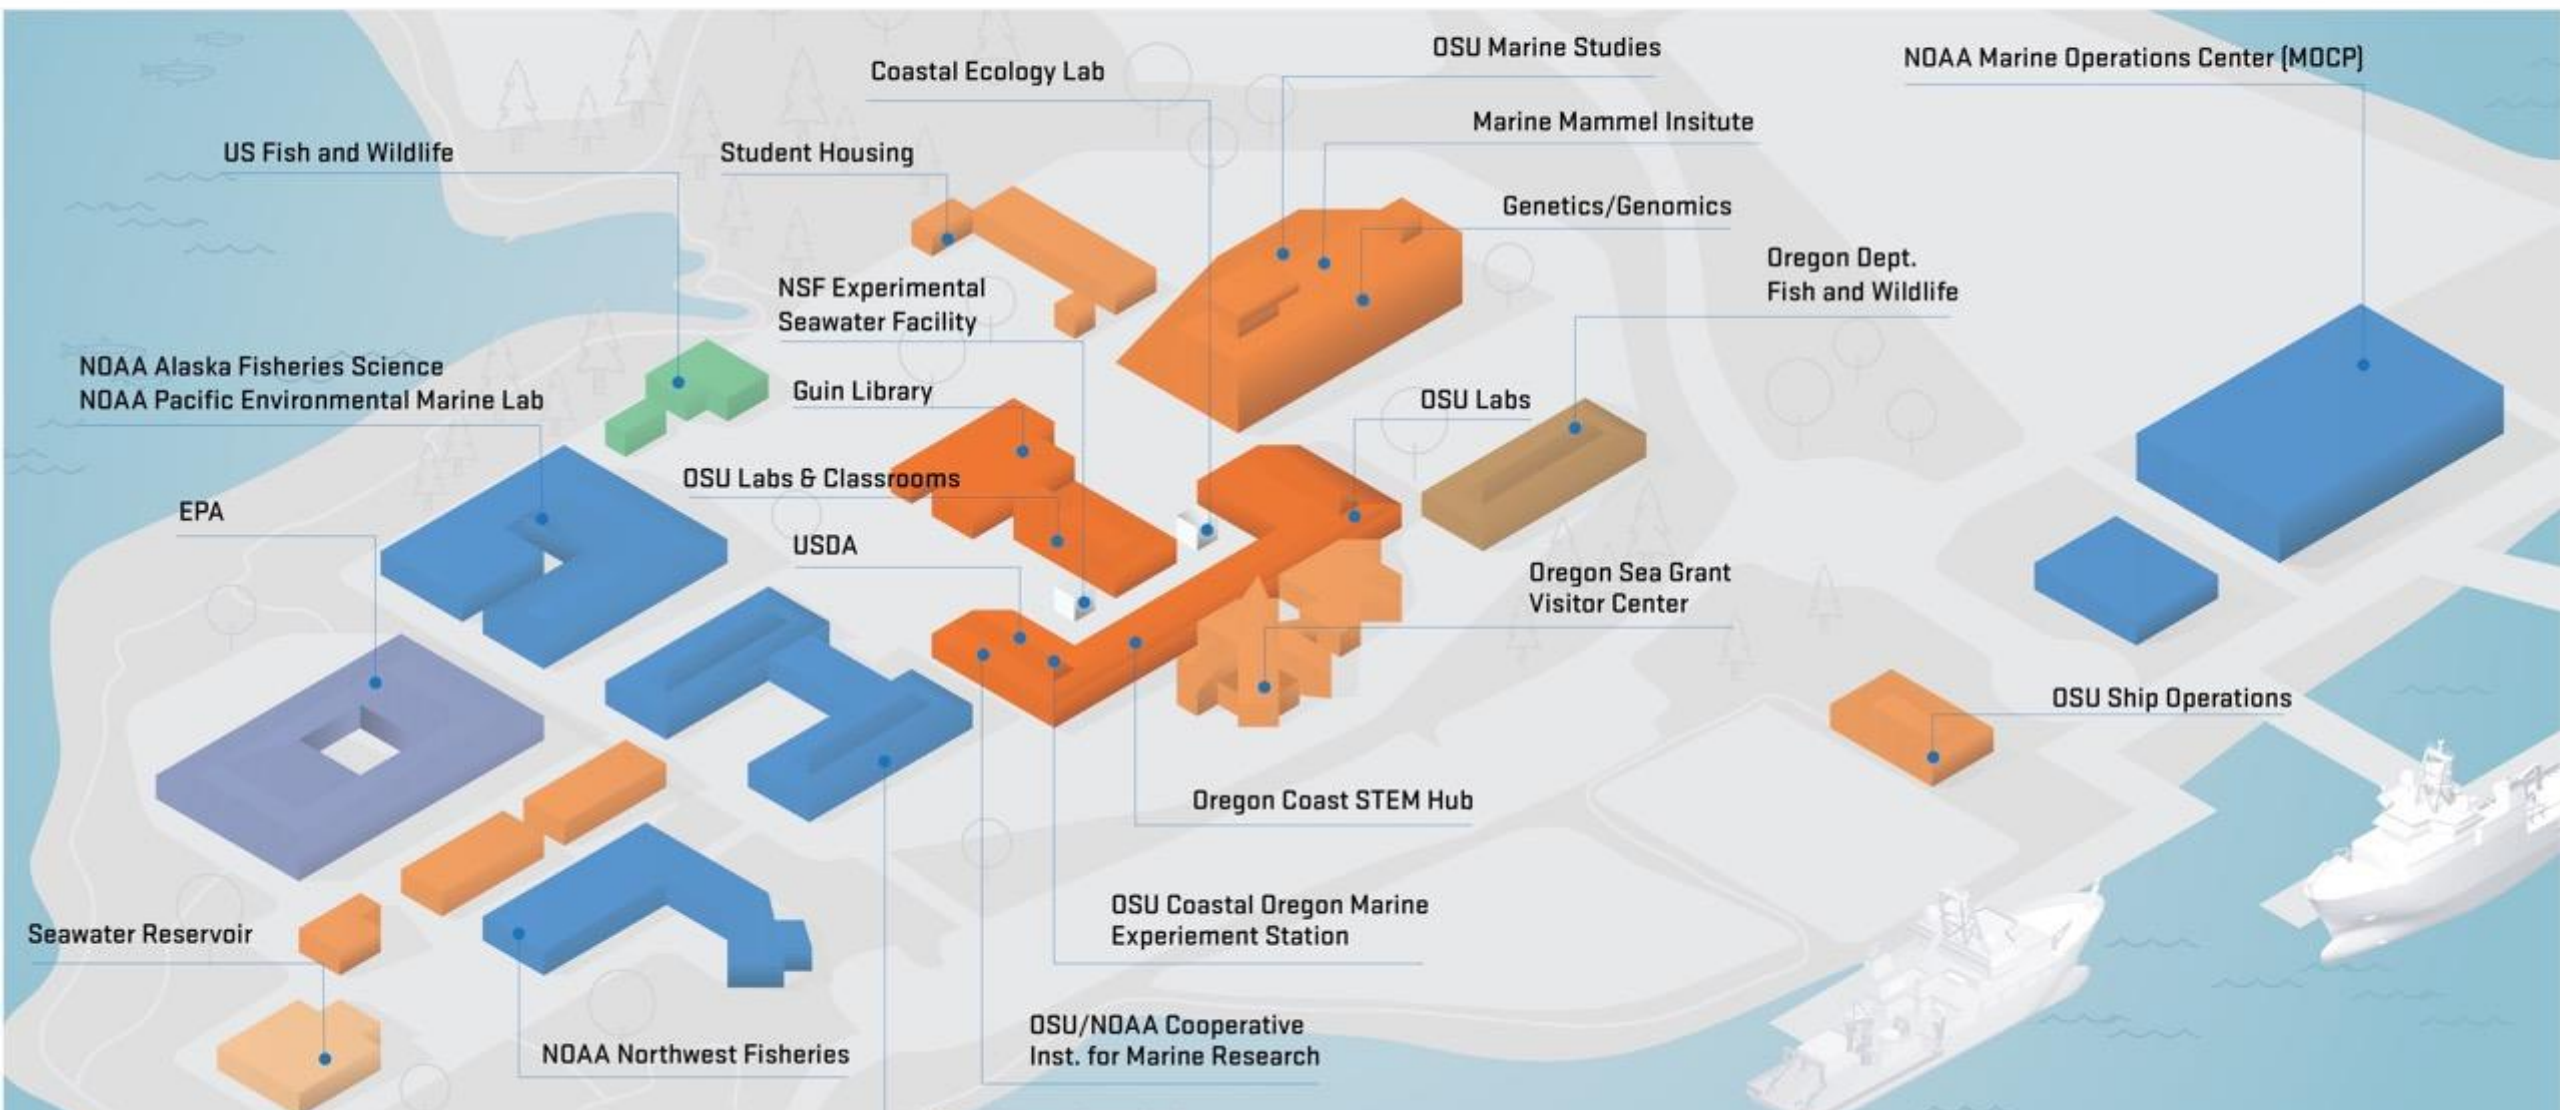 OSU Marine Studies
NOAA Marine Operations Center (MOCP)
Coastal Ecology Lab
Marine Mammel Insitute
US Fish and Wildlife
Student Housing
Genetics/Genomics
Oregon Dept.
Fish and Wildlife
NSF Experimental
Seawater Facility
NOAA Alaska Fisheries Science
NOAA Pacific Environmental Marine Lab
Guin Library
OSU Labs
OSU Labs & Classrooms
EPA
USDA
Oregon Sea Grant
Visitor Center
OSU Ship Operations
Oregon Coast STEM Hub
OSU Coastal Oregon Marine
Experiement Station
Seawater Reservoir
OSU/NOAA Cooperative
Inst. for Marine Research
NOAA Northwest Fisheries